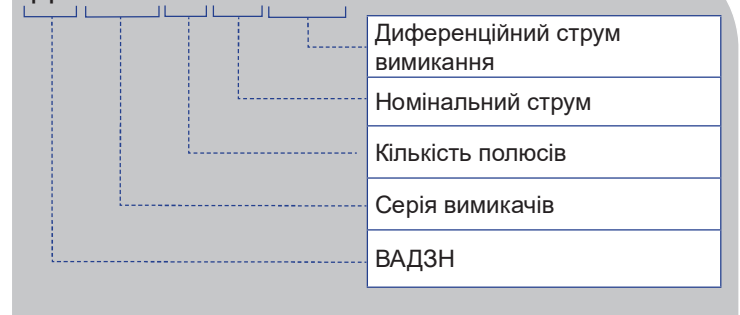 Диференційний струм
вимикання
Номінальний струм
Кількість полюсів
Серія вимикачів
ВАДЗН